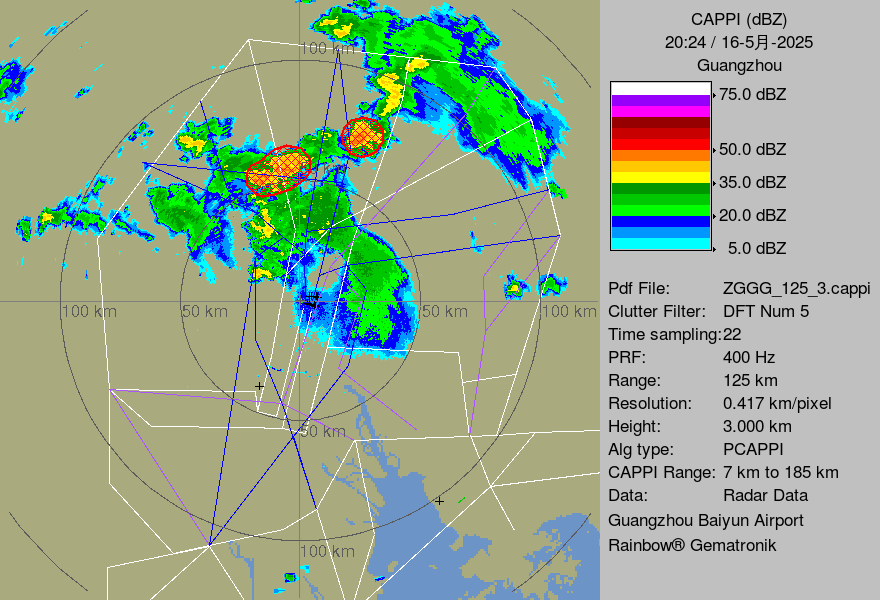 CAPPI (dBZ)
20:24 / 16-5月-2025
Guangzhou
75.0 dBZ
50.0 dBZ
35.0 dBZ
20.0 dBZ
5.0 dBZ
Pdf File: ZGGG_125_3.cappi
Clutter Filter: DFT Num 5
Time sampling:22
PRF: 400 Hz
Range: 125 km
Resolution: 0.417 km/pixel
Height: 3.000 km
Alg type: PCAPPI
CAPPI Range: 7 km to 185 km
Data: Radar Data
Guangzhou Baiyun Airport
Rainbow® Gematronik
100 km
100 km
50 km
50 km
100 km
50 km
100 km